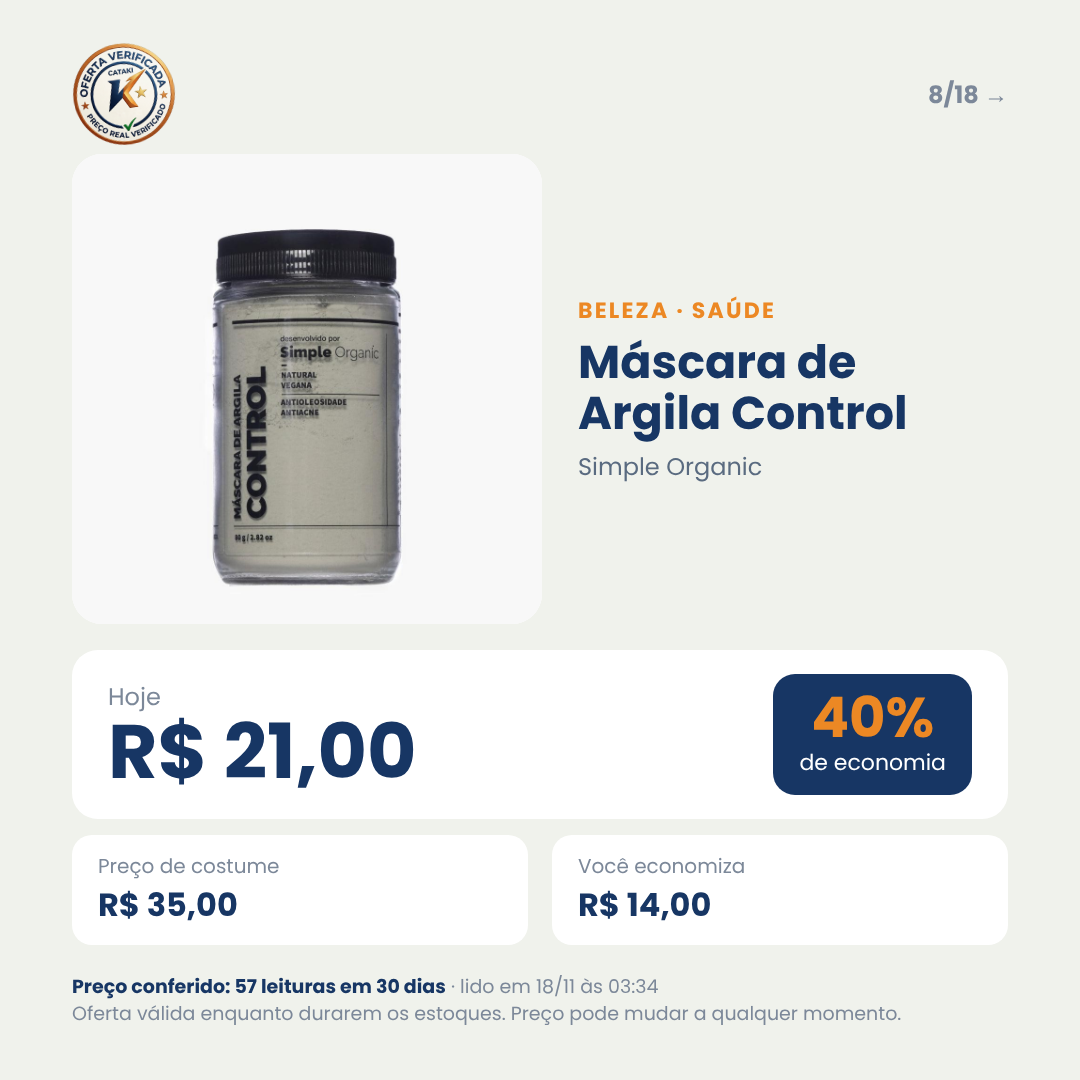 OFERTA VERIFICADA
CATAKI
PREÇO REAL VERIFICADO
8/18 →
desenvolvido por
Simple Organic
NATURAL
VEGANA
ANTIOLEOSIDADE
ANTIACNE
MÁSCARA DE ARGILA
CONTROL
BELEZA · SAÚDE
Máscara de
Argila Control
Simple Organic
Hoje
R$ 21,00
40%
de economia
Preço de costume
R$ 35,00
Você economiza
R$ 14,00
Preço conferido: 57 leituras em 30 dias · lido em 18/11 às 03:34
Oferta válida enquanto durarem os estoques. Preço pode mudar a qualquer momento.